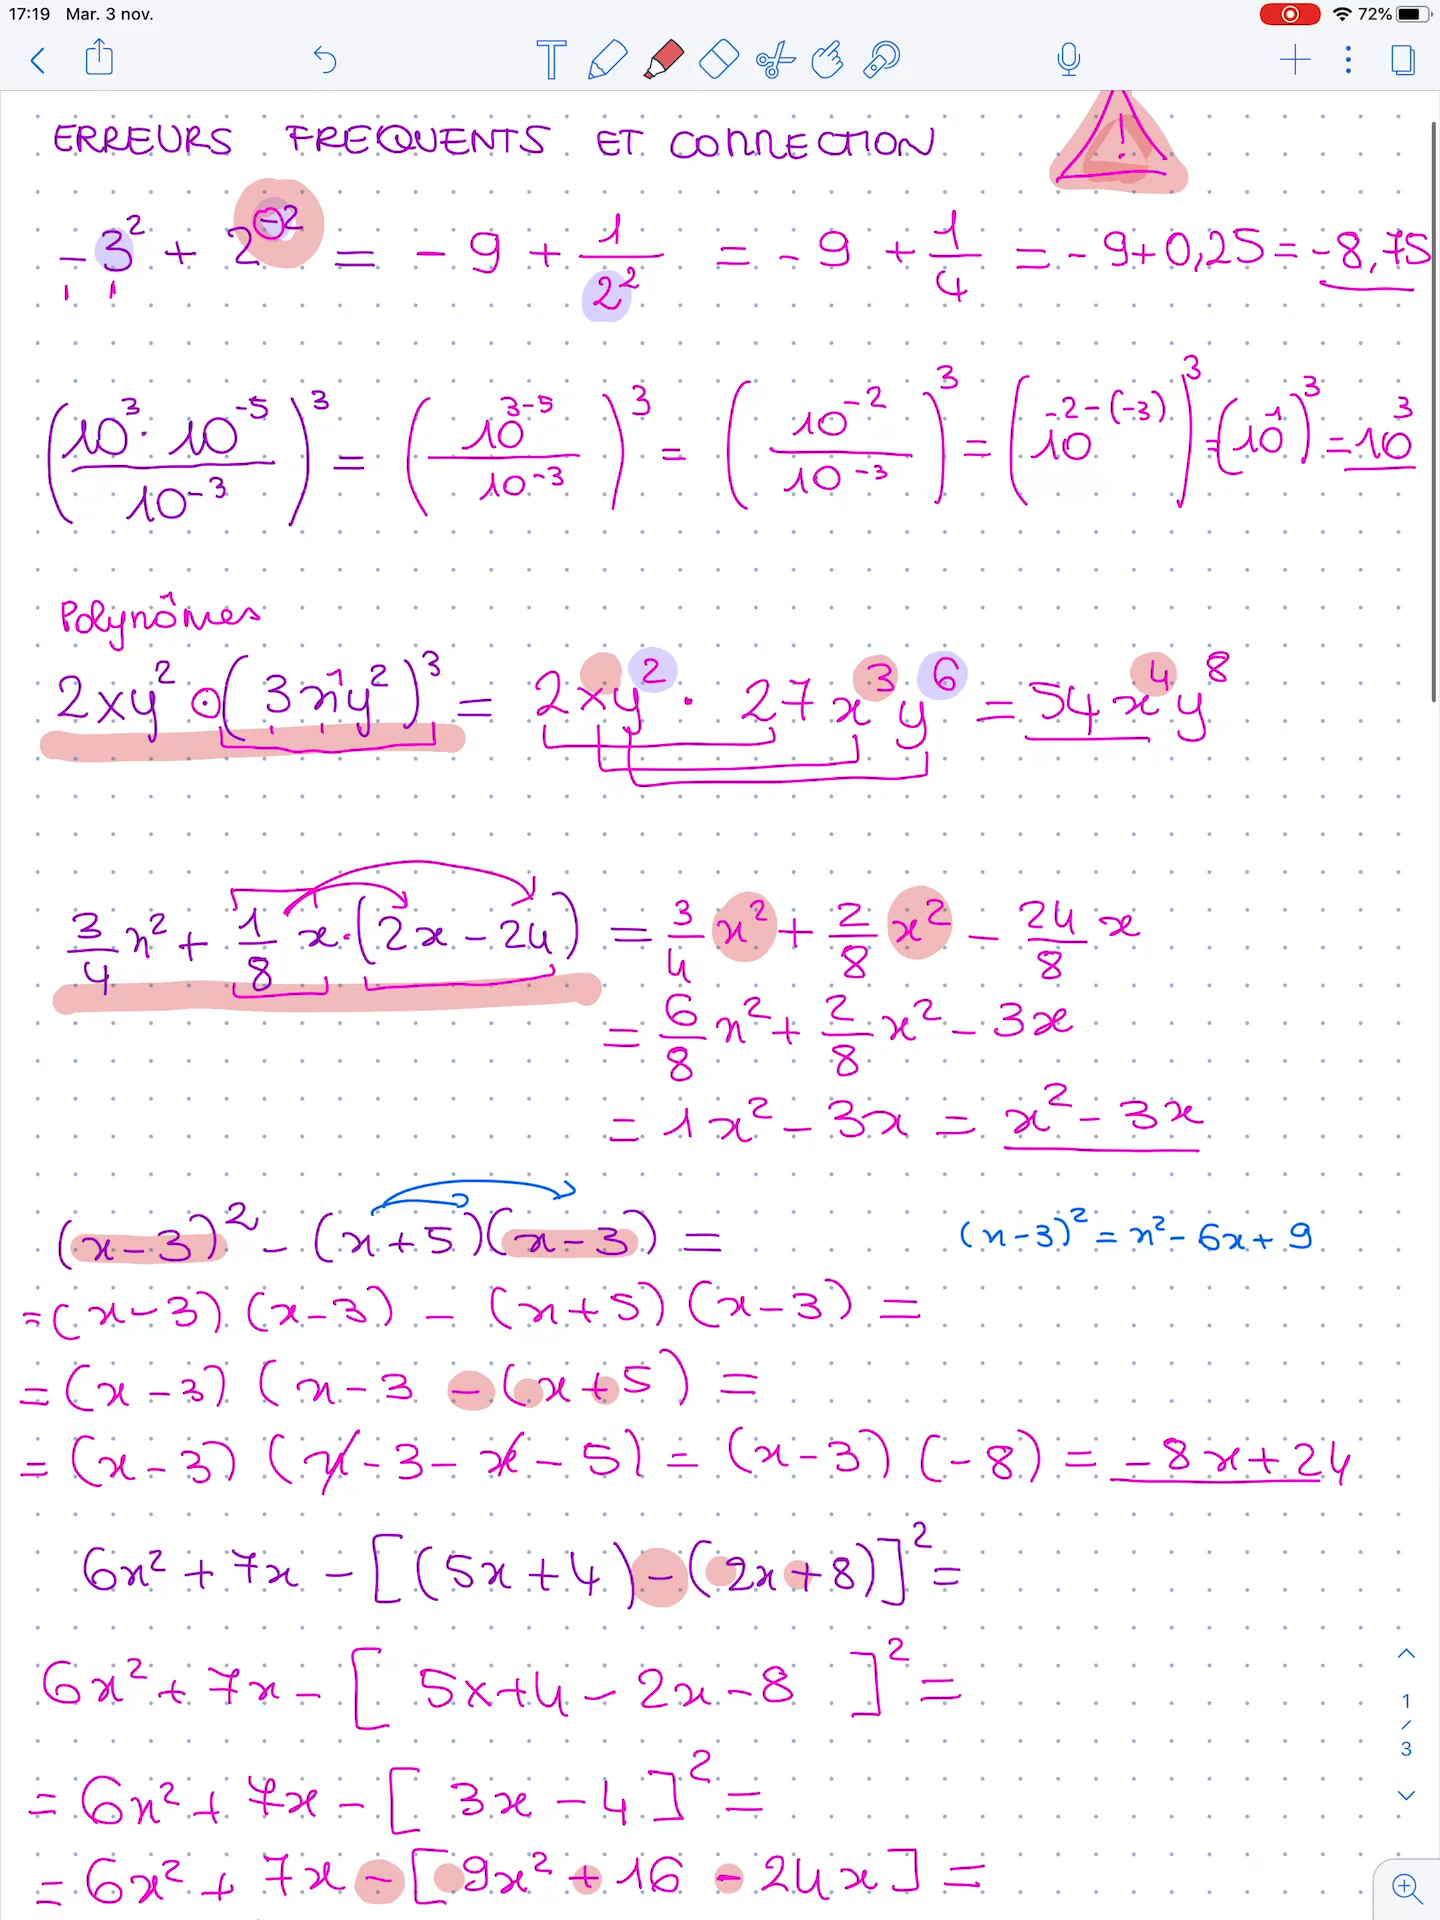 17:19 Mar. 3 nov. 72%
ERREURS FREQUENTS ET CORRECTION
-3² + 2⁻² = -9 + 1/2² = -9 + 1/4 = -9+0,25 = -8,75
(10³ · 10⁻⁵ / 10⁻³)³ = (10³⁻⁵ / 10⁻³)³ = (10⁻² / 10⁻³)³ = (10⁻²⁻⁽⁻³⁾)³ = (10¹)³ = 10³
Polynômes
2xy² · (3x¹y²)³ = 2xy² · 27x³y⁶ = 54x⁴y⁸
3/4 x² + 1/8 x · (2x - 24) = 3/4 x² + 2/8 x² - 24/8 x
= 6/8 x² + 2/8 x² - 3x
= 1x² - 3x = x² - 3x
(x-3)² - (x+5)(x-3) =
(x-3)² = x² - 6x + 9
=(x-3)(x-3) - (x+5)(x-3) =
=(x-3)(x-3 - (x+5) =
=(x-3)(x-3-x-5) = (x-3)(-8) = -8x+24
6x² + 7x - [(5x+4) - (2x+8)]² =
6x² + 7x - [5x+4-2x-8]² =
= 6x² + 7x - [3x-4]² =
= 6x² + 7x - [9x² + 16 - 24x] =
1
/
3